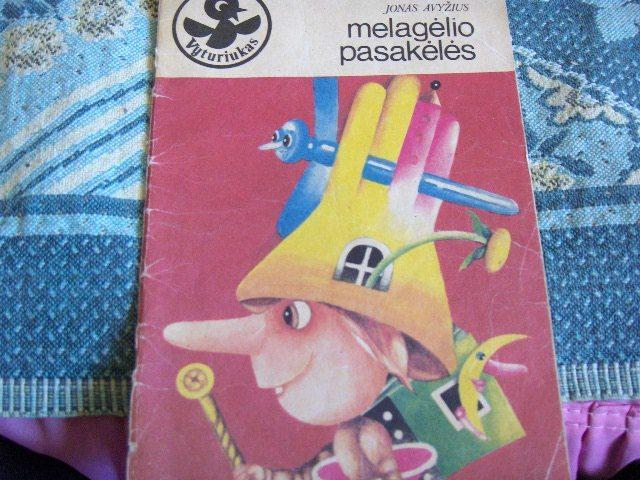 Vyturiukas
JONAS AVYŽIUS
melagėlio
pasakėlės